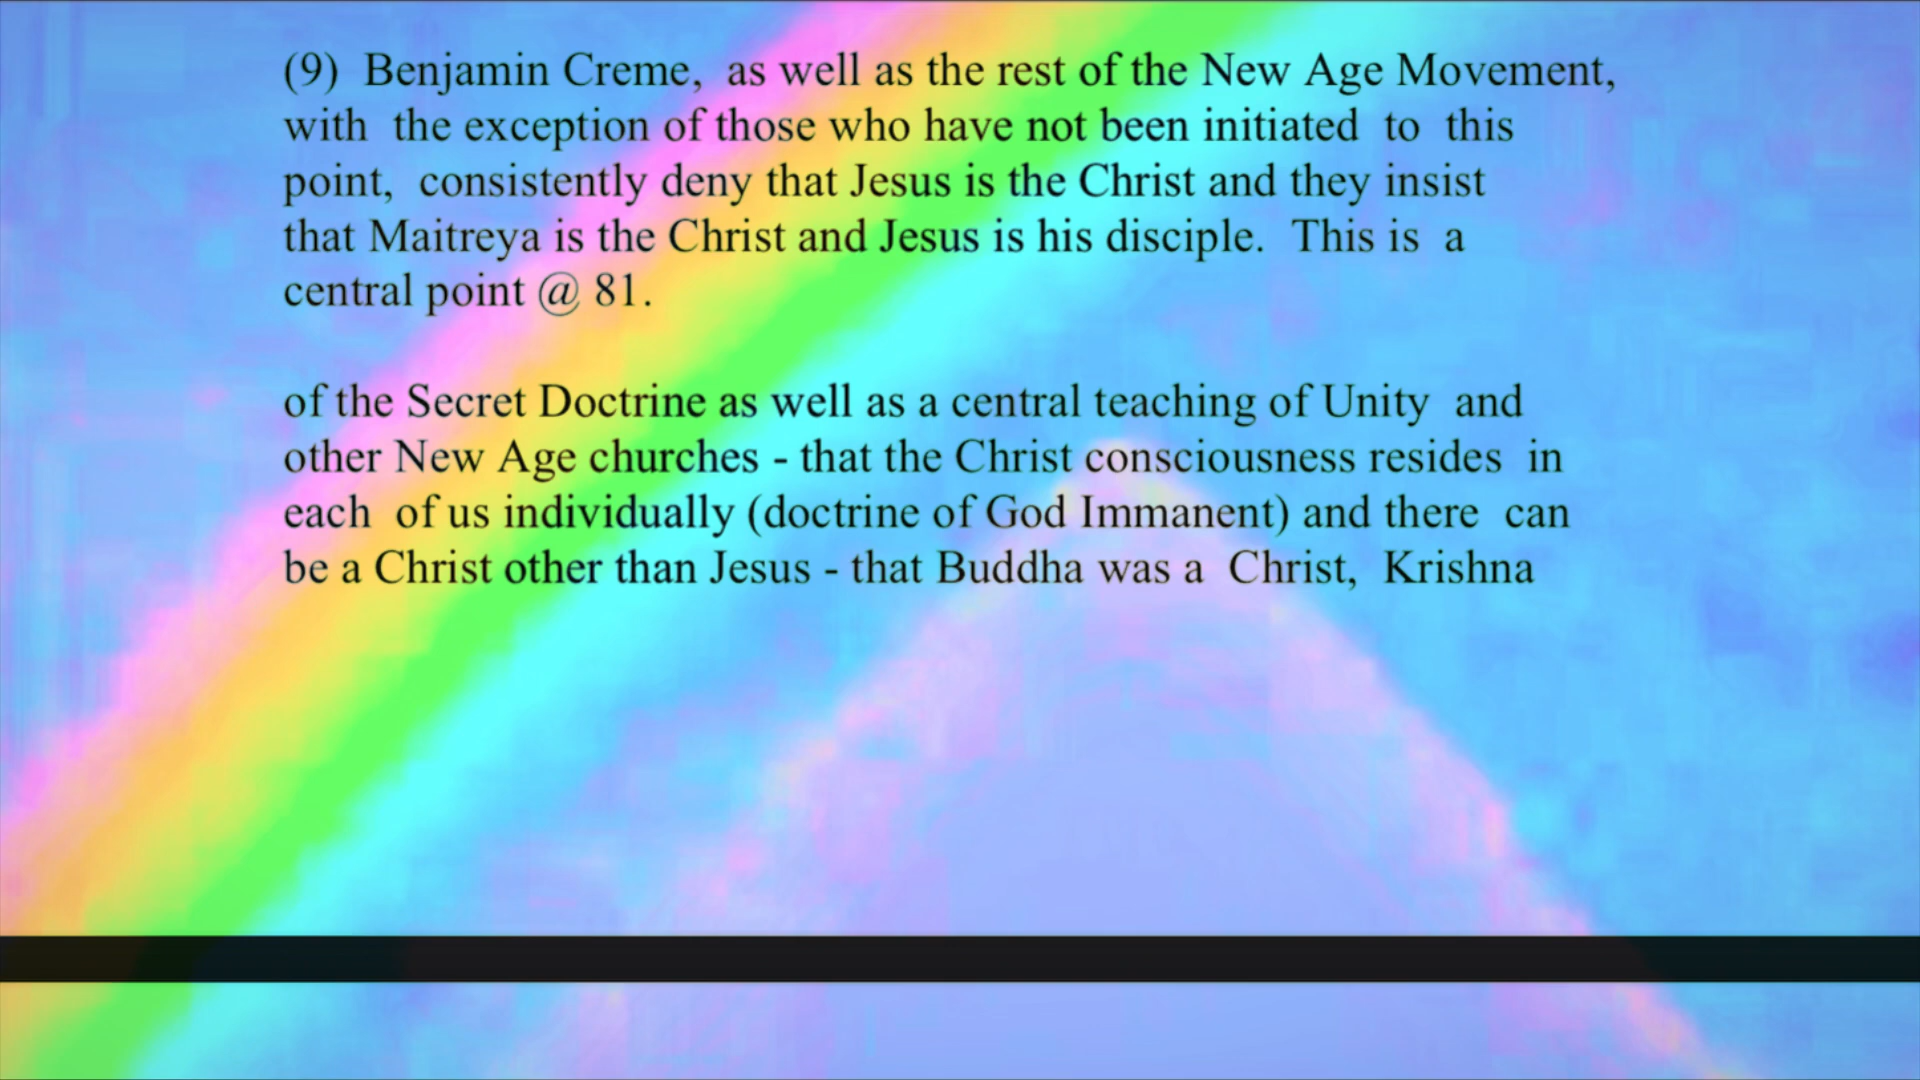 (9) Benjamin Creme, as well as the rest of the New Age Movement,
with the exception of those who have not been initiated to this
point, consistently deny that Jesus is the Christ and they insist
that Maitreya is the Christ and Jesus is his disciple. This is a
central point @ 81.
of the Secret Doctrine as well as a central teaching of Unity and
other New Age churches - that the Christ consciousness resides in
each of us individually (doctrine of God Immanent) and there can
be a Christ other than Jesus - that Buddha was a Christ, Krishna